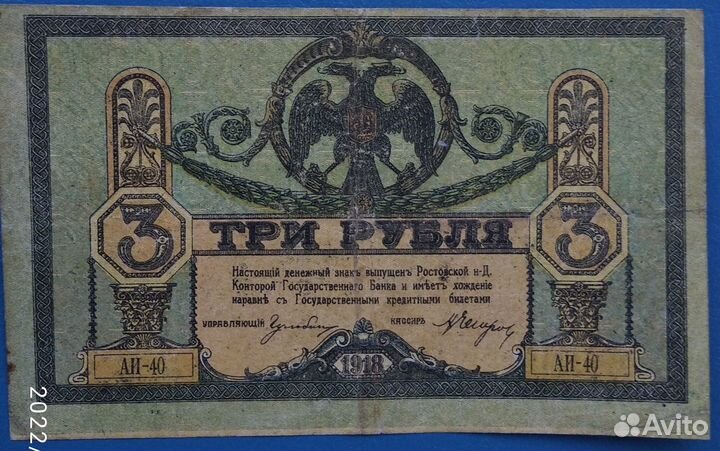 3
ТРИ РУБЛЯ
3
Настоящій денежный знакъ выпущенъ Ростовской н-Д.
Конторой Государственнаго Банка и имѣетъ хожденіе
наравнѣ съ Государственными кредитными билетами
УПРАВЛЯЮЩІЙ
КАССИРЪ
АИ-40
1918
АИ-40
2022/
Avito